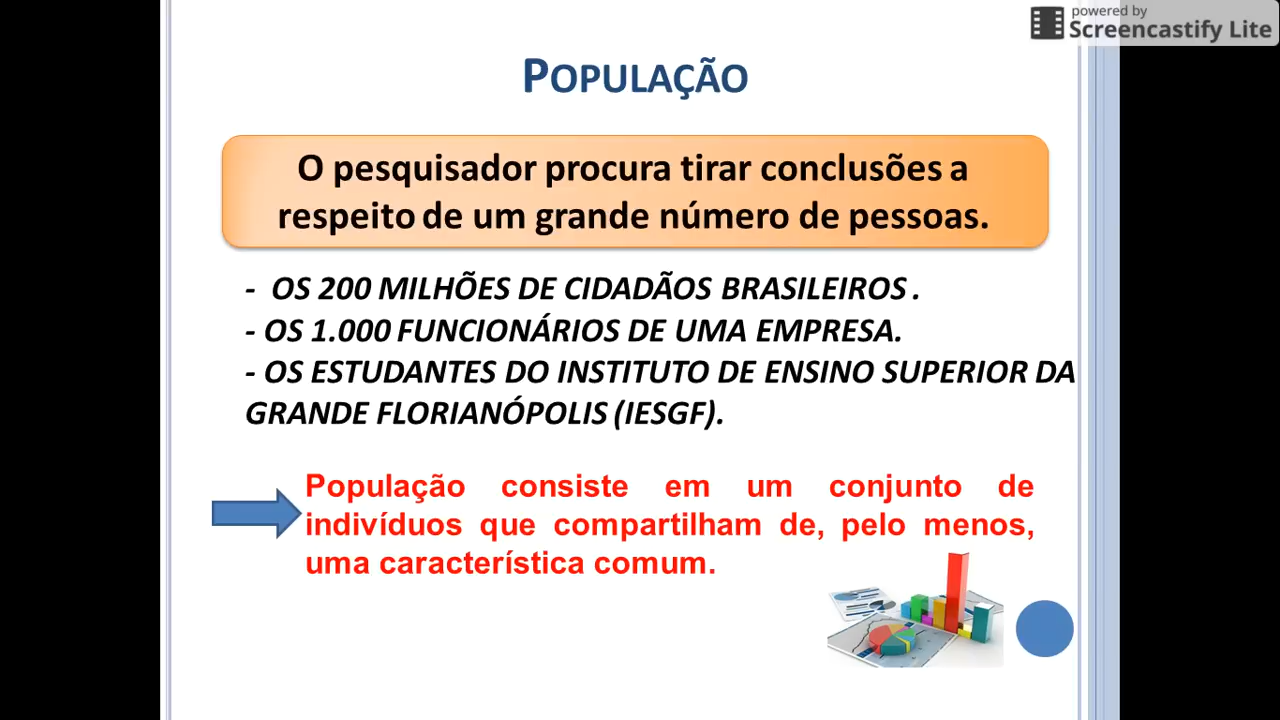 powered by
Screencastify Lite
POPULAÇÃO
O pesquisador procura tirar conclusões a
respeito de um grande número de pessoas.
- OS 200 MILHÕES DE CIDADÃOS BRASILEIROS .
- OS 1.000 FUNCIONÁRIOS DE UMA EMPRESA.
- OS ESTUDANTES DO INSTITUTO DE ENSINO SUPERIOR DA
GRANDE FLORIANÓPOLIS (IESGF).
População consiste em um conjunto de
indivíduos que compartilham de, pelo menos,
uma característica comum.